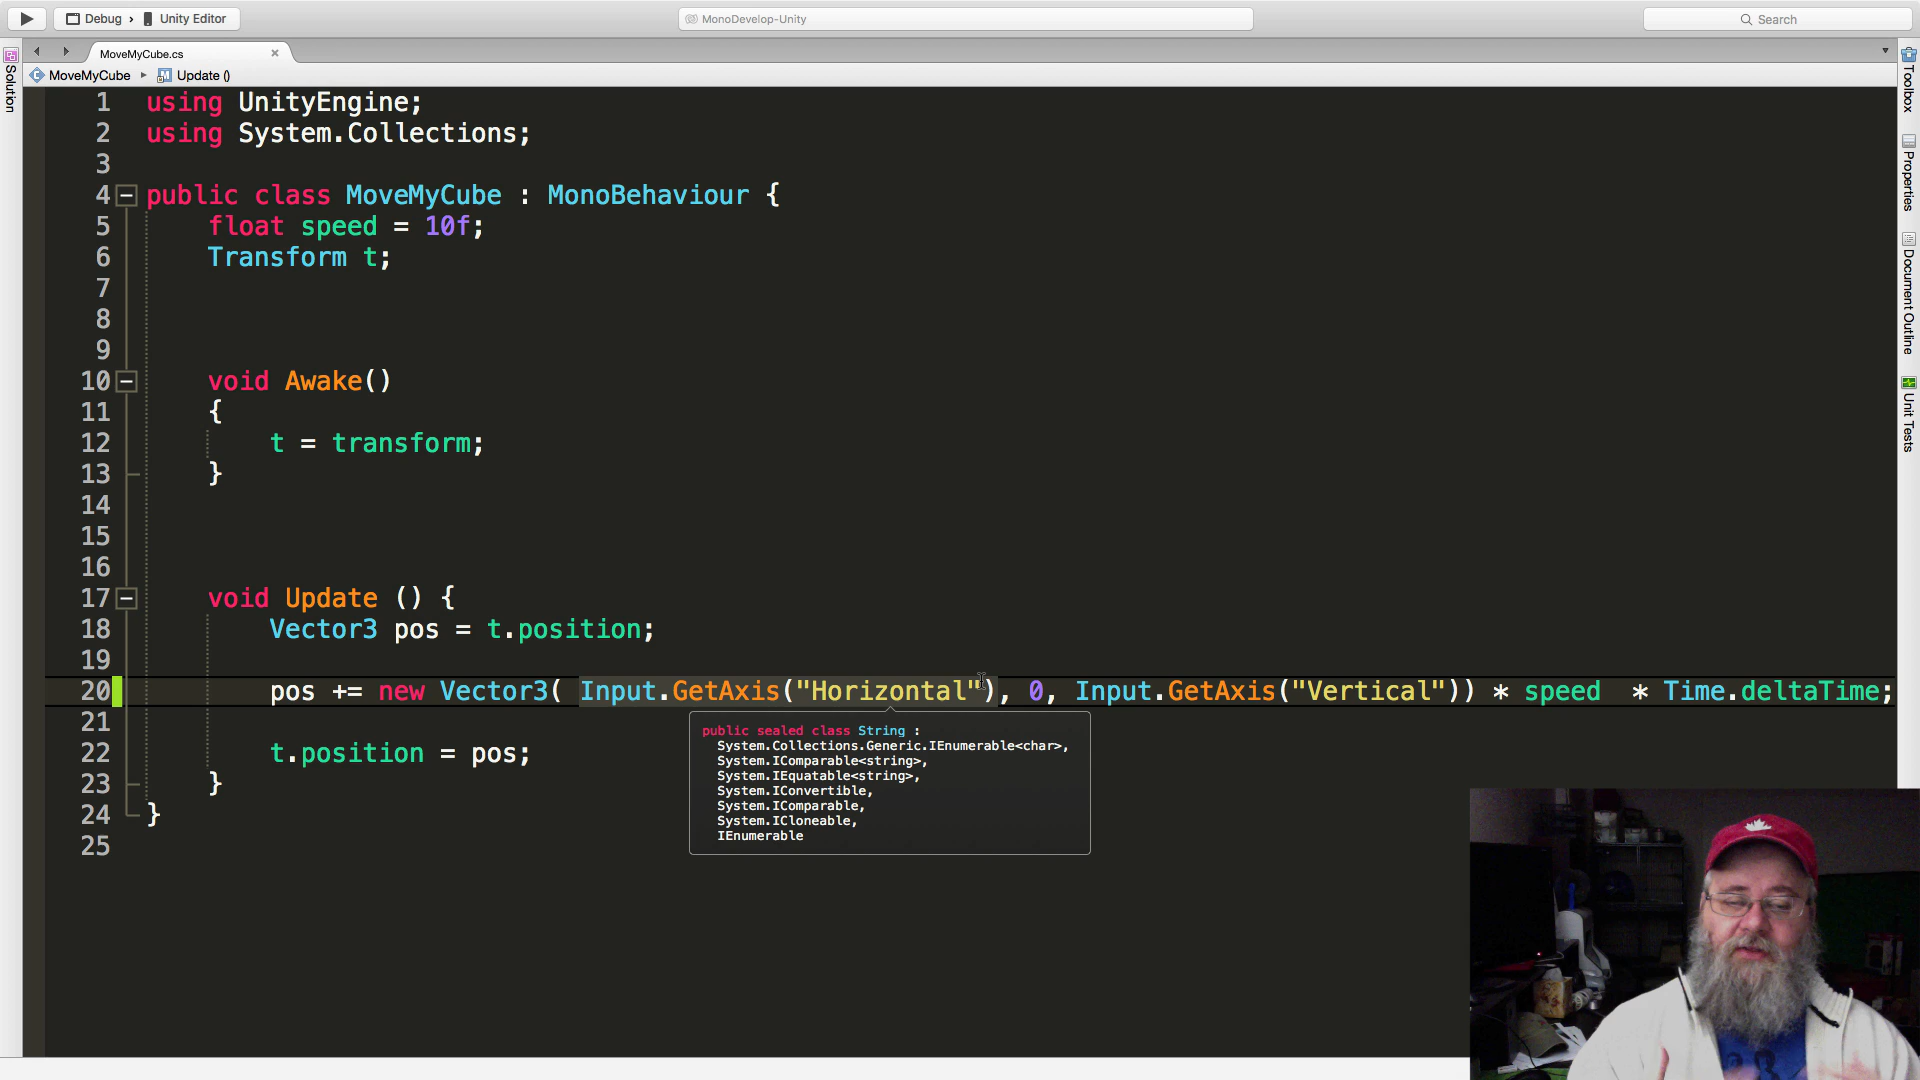 Debug › Unity Editor
MonoDevelop-Unity
Search
MoveMyCube.cs
MoveMyCube ▸ Update ()
Solution
Toolbox
Properties
Document Outline
Unit Tests
1 using UnityEngine;
2 using System.Collections;
3
4 public class MoveMyCube : MonoBehaviour {
5 float speed = 10f;
6 Transform t;
7
8
9
10 void Awake()
11 {
12 t = transform;
13 }
14
15
16
17 void Update () {
18 Vector3 pos = t.position;
19
20 pos += new Vector3( Input.GetAxis("Horizontal"), 0, Input.GetAxis("Vertical")) * speed * Time.deltaTime;
21
22 t.position = pos;
23 }
24 }
25
public sealed class String :
System.Collections.Generic.IEnumerable<char>,
System.IComparable<string>,
System.IEquatable<string>,
System.IConvertible,
System.IComparable,
System.ICloneable,
IEnumerable